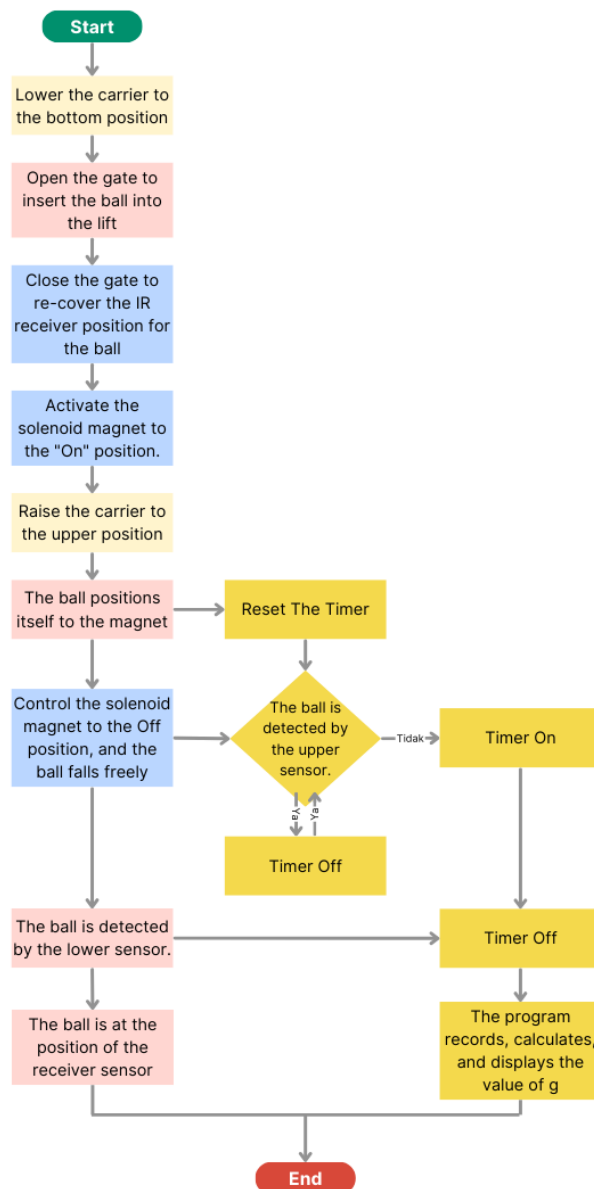 Start
Lower the carrier to
the bottom position
Open the gate to
insert the ball into
the lift
Close the gate to
re-cover the IR
receiver position for
the ball
Activate the
solenoid magnet to
the "On" position.
Raise the carrier to
the upper position
The ball positions
itself to the magnet
Reset The Timer
Control the solenoid
magnet to the Off
position, and the
ball falls freely
The ball is
detected by
the upper
sensor.
Tidak
Timer On
Ya
Ya
Timer Off
The ball is detected
by the lower sensor.
Timer Off
The ball is at the
position of the
receiver sensor
The program
records, calculates,
and displays the
value of g
End